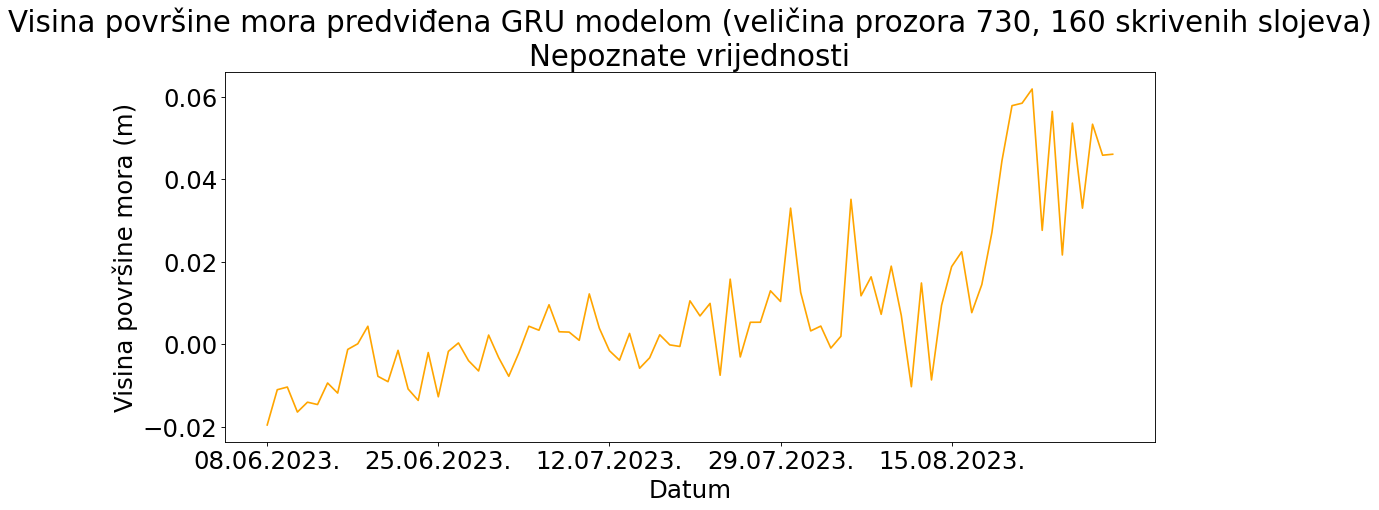 Visina površine mora predviđena GRU modelom (veličina prozora 730, 160 skrivenih slojeva)
Nepoznate vrijednosti
Visina površine mora (m)
0.06
0.04
0.02
0.00
−0.02
08.06.2023. 25.06.2023. 12.07.2023. 29.07.2023. 15.08.2023.
Datum